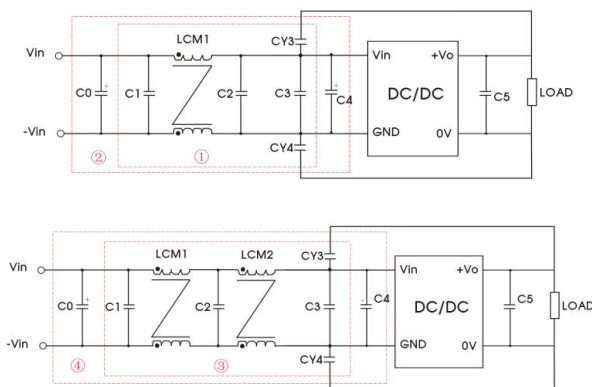 LCM1
CY3
Vin
Vin
+Vo
C0
+
C1
C2
C3
+
C4
DC/DC
C5
LOAD
-Vin
GND
0V
CY4
②
①
LCM1
LCM2
CY3
Vin
Vin
+Vo
C0
+
C1
C2
C3
+
C4
DC/DC
C5
LOAD
-Vin
GND
0V
CY4
④
③